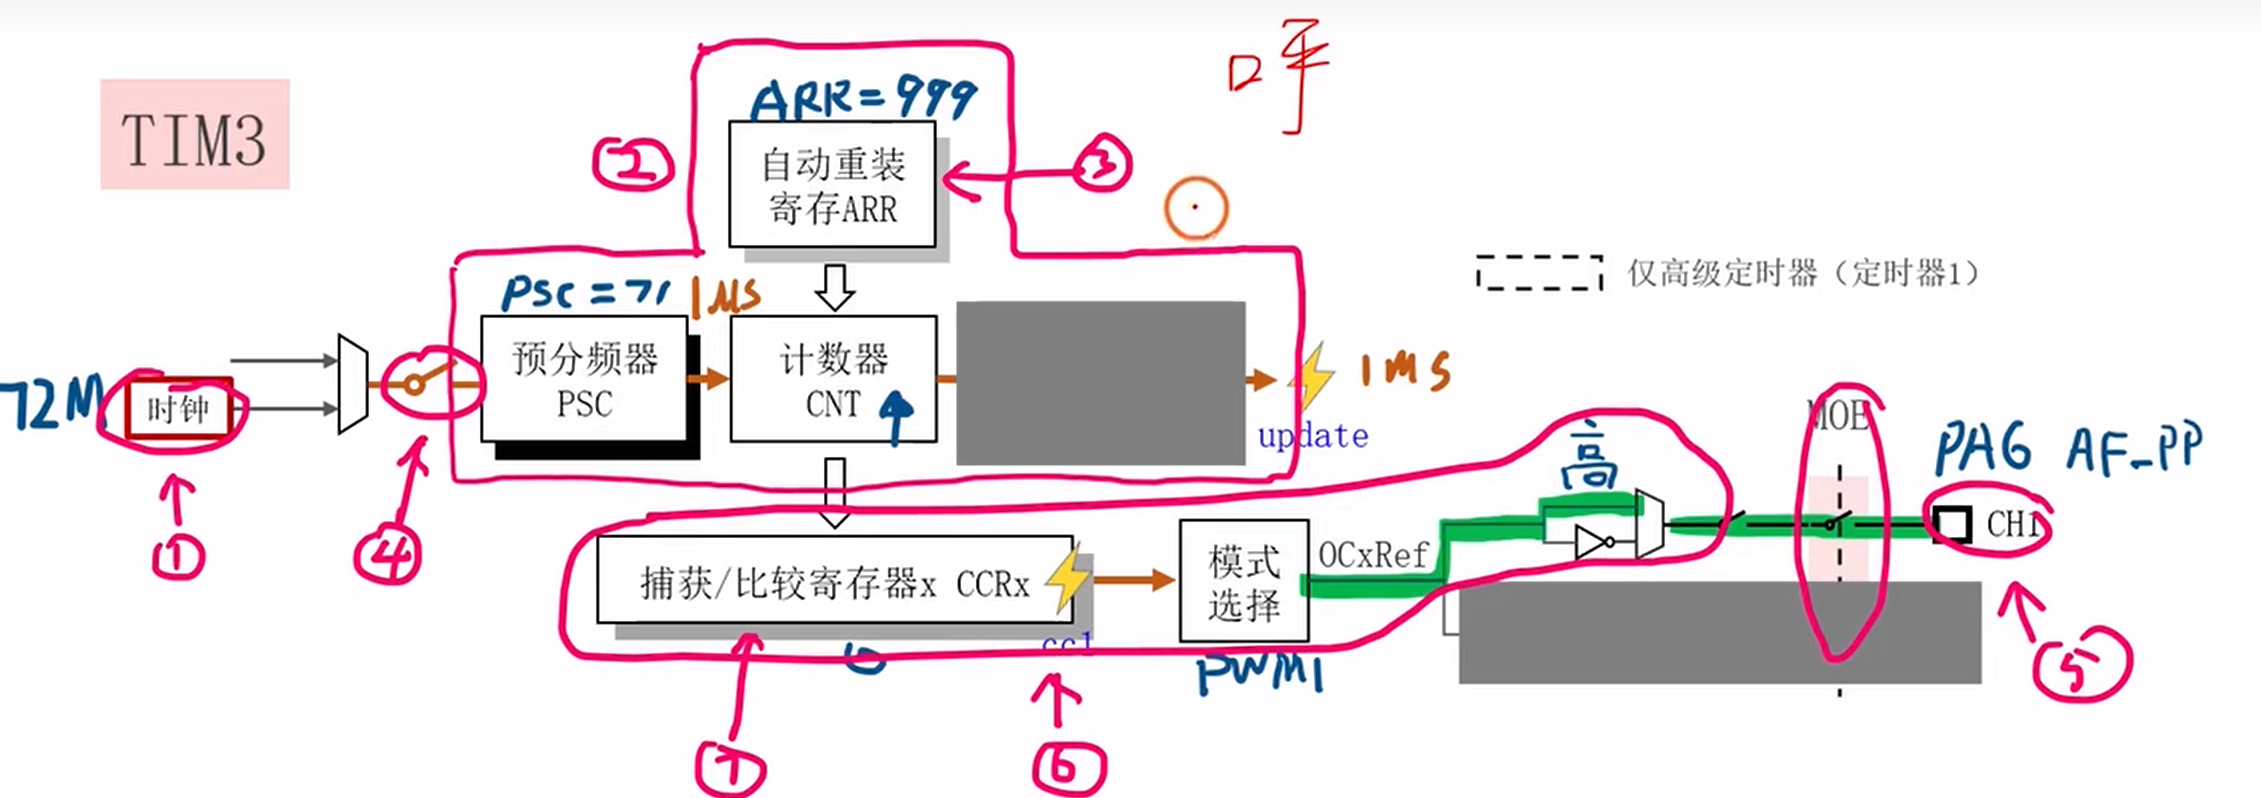 呼
TIM3
ARR=999
②
自动重装
寄存ARR
③
仅高级定时器（定时器1）
PSC=71
1μs
72M
时钟
预分频器
PSC
计数器
CNT
1ms
update
④
①
高
MOE
PA6 AF_PP
CH1
捕获/比较寄存器x CCRx
cc1
模式
选择
OCxRef
0
PWM1
⑤
⑦
⑥